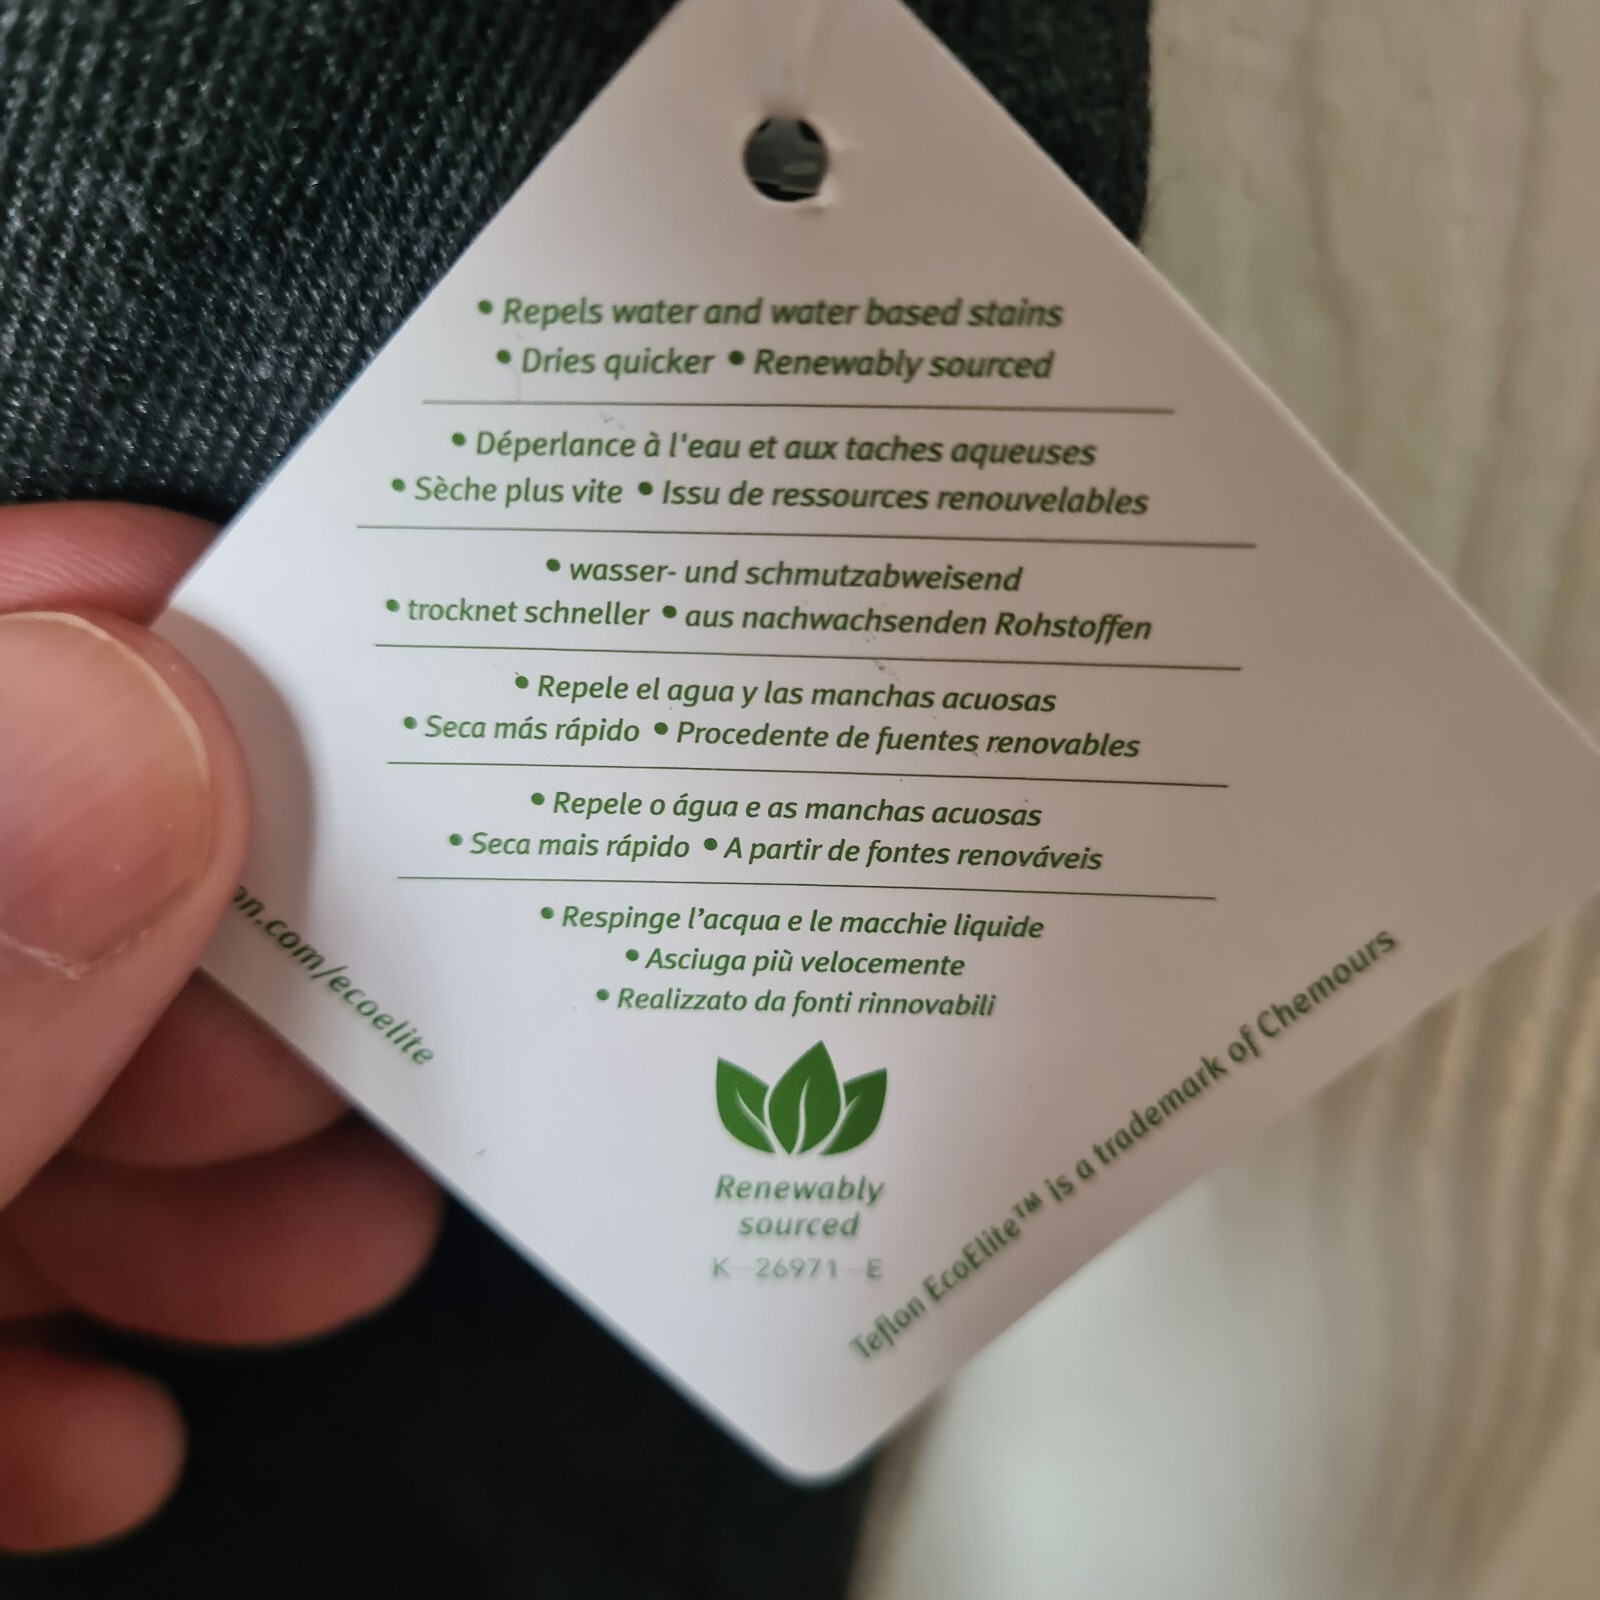 • Repels water and water based stains
• Dries quicker • Renewably sourced
• Déperlance à l'eau et aux taches aqueuses
• Sèche plus vite • Issu de ressources renouvelables
• wasser- und schmutzabweisend
• trocknet schneller • aus nachwachsenden Rohstoffen
• Repele el agua y las manchas acuosas
• Seca más rápido • Procedente de fuentes renovables
• Repele o água e as manchas acuosas
• Seca mais rápido • A partir de fontes renováveis
• Respinge l’acqua e le macchie liquide
• Asciuga più velocemente
• Realizzato da fonti rinnovabili
Renewably
sourced
K-26971-E
on.com/ecoelite
Teflon EcoElite™ is a trademark of Chemours